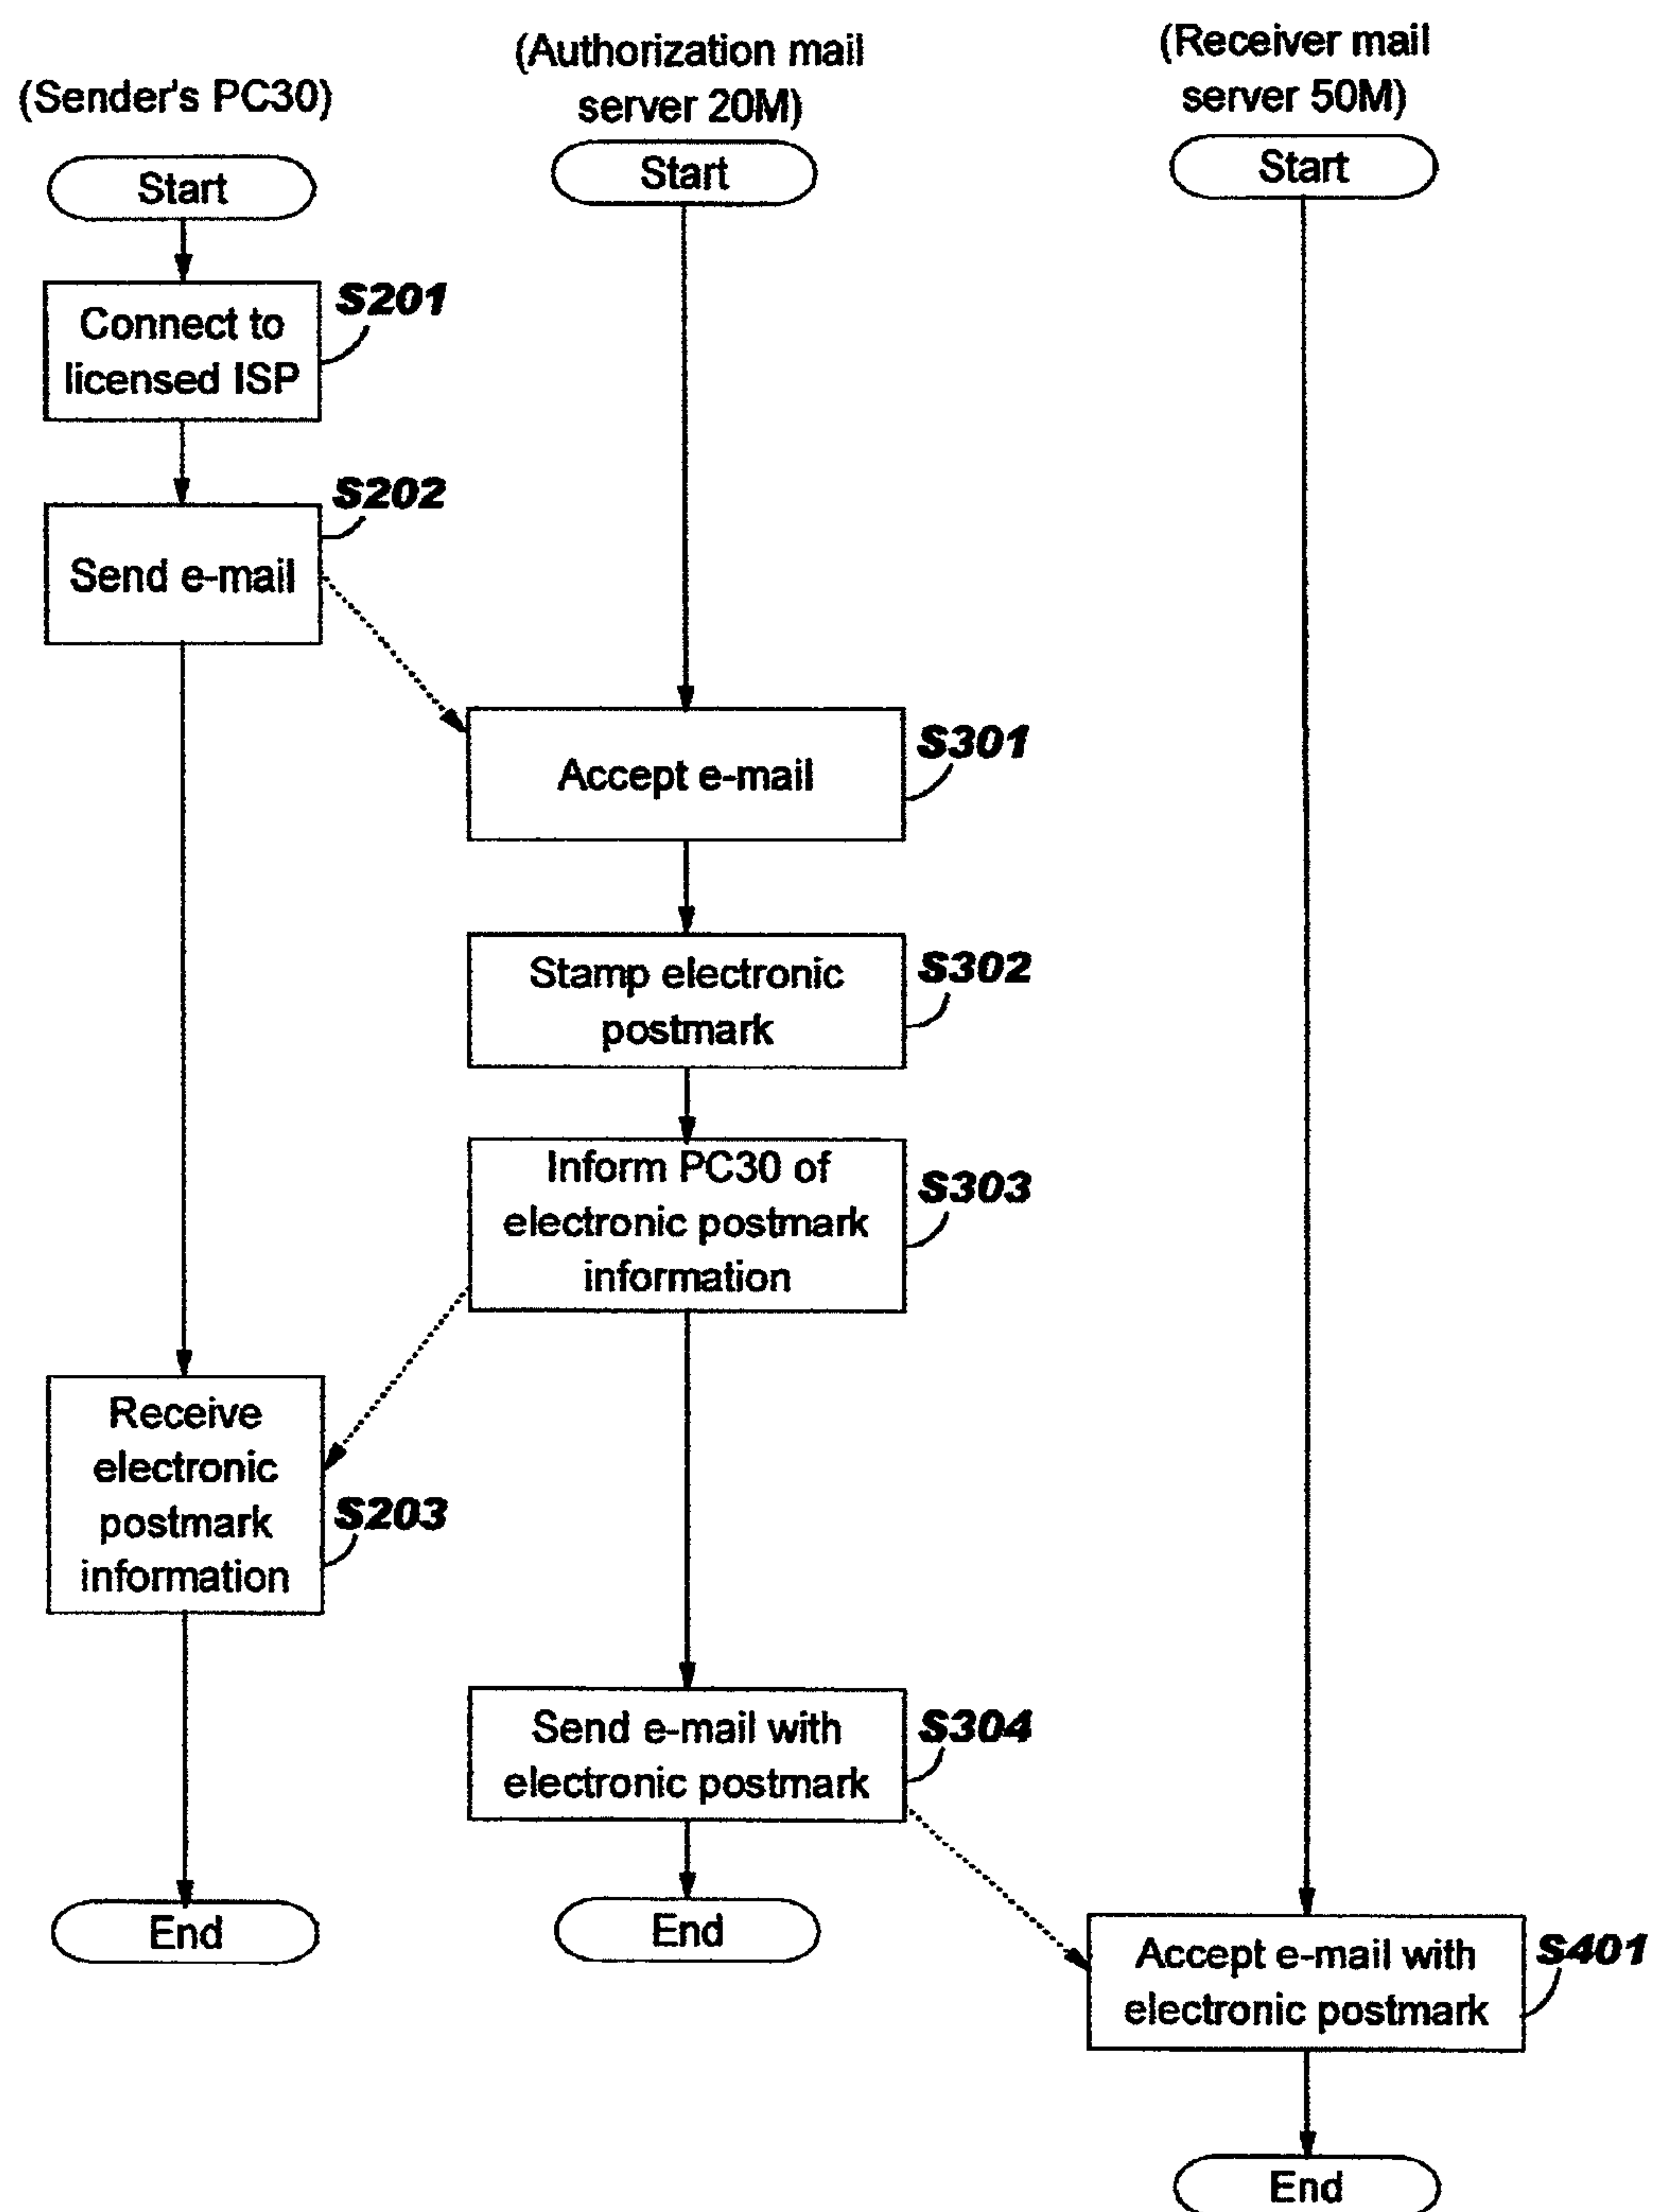 (Sender's PC30)
(Authorization mail
server 20M)
(Receiver mail
server 50M)
Start
Start
Start
Connect to
licensed ISP
S201
Send e-mail
S202
Accept e-mail
S301
Stamp electronic
postmark
S302
Inform PC30 of
electronic postmark
information
S303
Receive
electronic
postmark
information
S203
Send e-mail with
electronic postmark
S304
End
End
Accept e-mail with
electronic postmark
S401
End